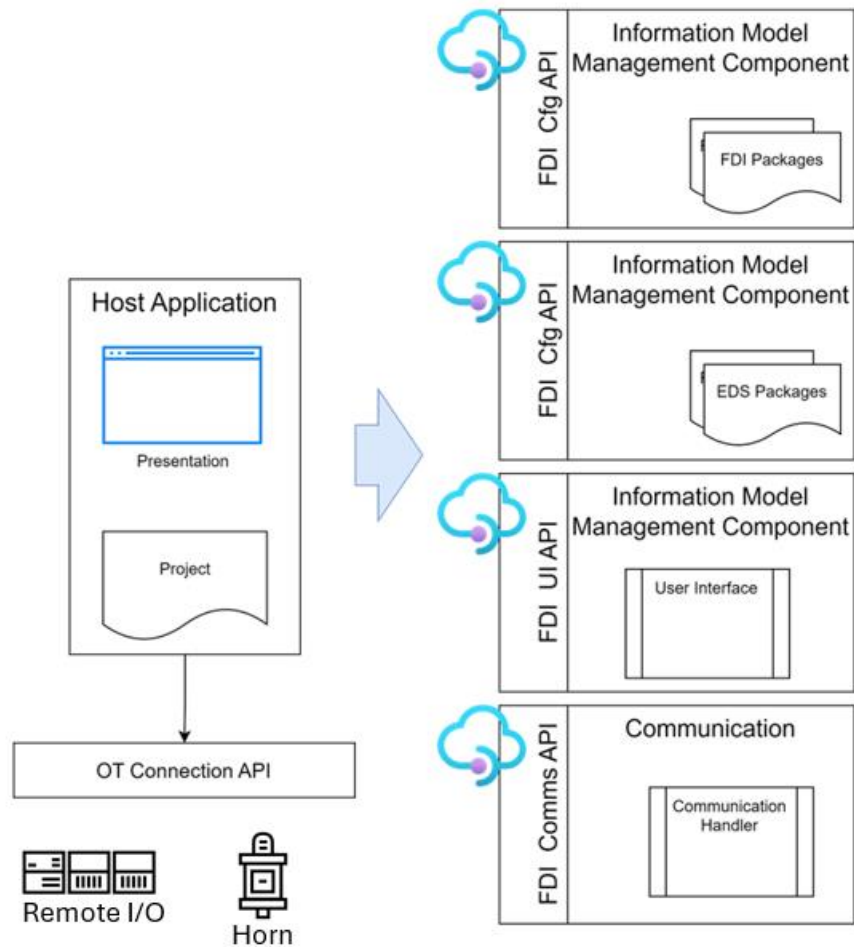 Host Application
Presentation
Project
OT Connection API
Remote I/O
Horn
FDI Cfg API
Information Model
Management Component
FDI Packages
FDI Cfg API
Information Model
Management Component
EDS Packages
FDI UI API
Information Model
Management Component
User Interface
FDI Comms API
Communication
Communication
Handler